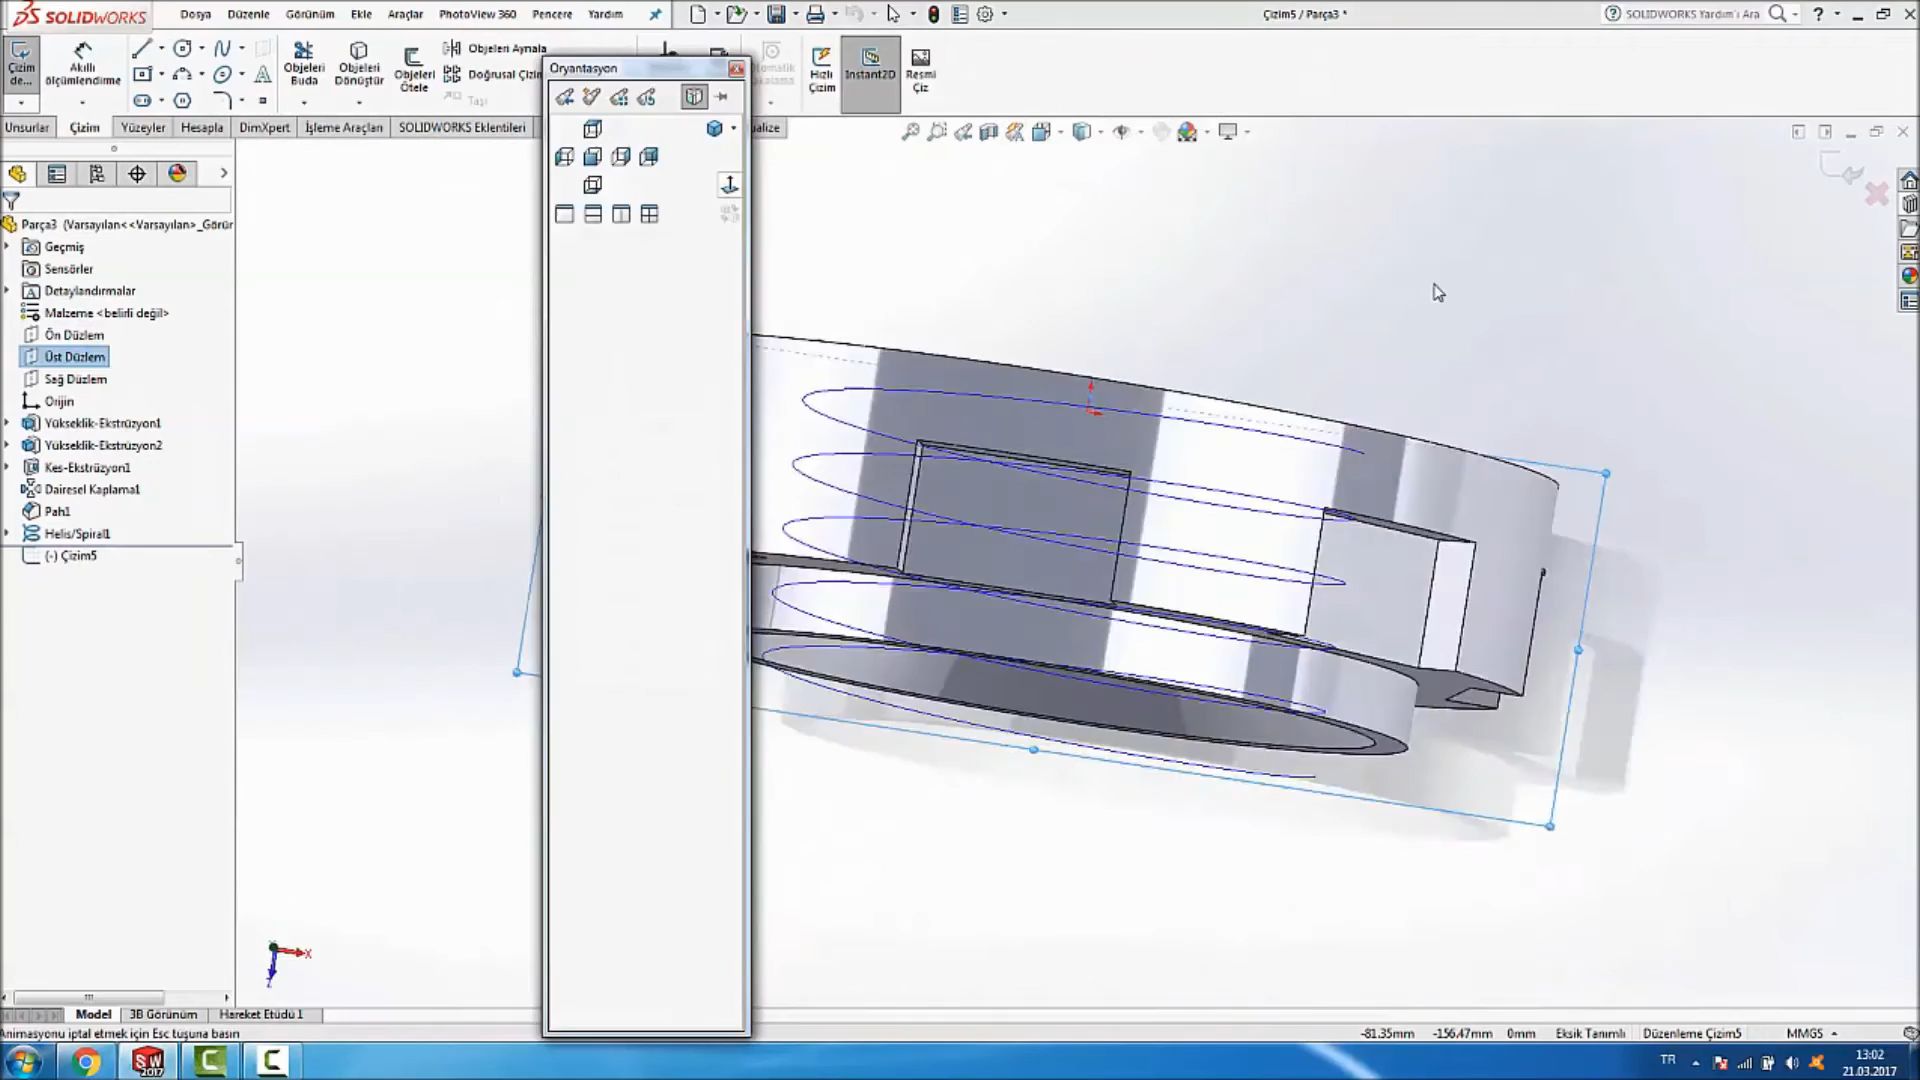 SOLIDWORKS
Dosya Düzenle Görünüm Ekle Araçlar PhotoView 360 Pencere Yardım
Çizim5 / Parça3 *
SOLIDWORKS Yardım'ı Ara
Çizim de...
Akıllı ölçümlendirme
Objeleri Buda
Objeleri Dönüştür
Objeleri Ötele
Objeleri Aynala
Doğrusal Çizim
Taşı
Hızlı Çizim
Instant2D
Resmi Çiz
Unsurlar Çizim Yüzeyler Hesapla DimXpert İşleme Araçları SOLIDWORKS Eklentileri
Oryantasyon
Parça3 (Varsayılan<<Varsayılan>_Görür
Geçmiş
Sensörler
Detaylandırmalar
Malzeme <belirli değil>
Ön Düzlem
Üst Düzlem
Sağ Düzlem
Orijin
Yükseklik-Ekstrüzyon1
Yükseklik-Ekstrüzyon2
Kes-Ekstrüzyon1
Dairesel Kaplama1
Pah1
Helis/Spiral1
(-) Çizim5
X
Model 3B Görünüm Hareket Etüdü 1
Animasyonu iptal etmek için Esc tuşuna basın
-81.35mm -156.47mm 0mm Eksik Tanımlı Düzenleme Çizim5 MMGS
SW 2017
TR
13:02
21.03.2017